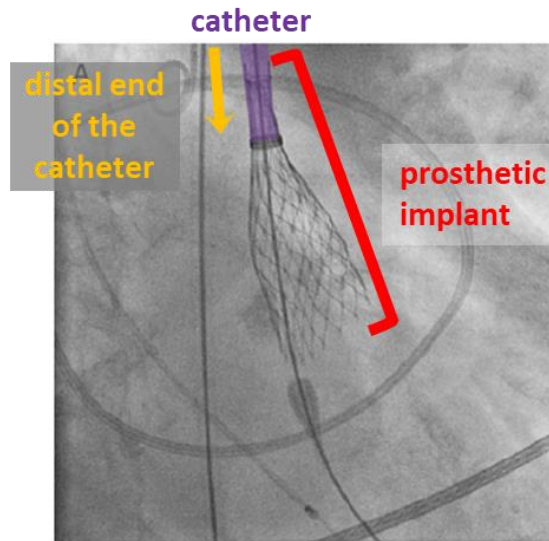 catheter
A
distal end
of the
catheter
prosthetic
implant